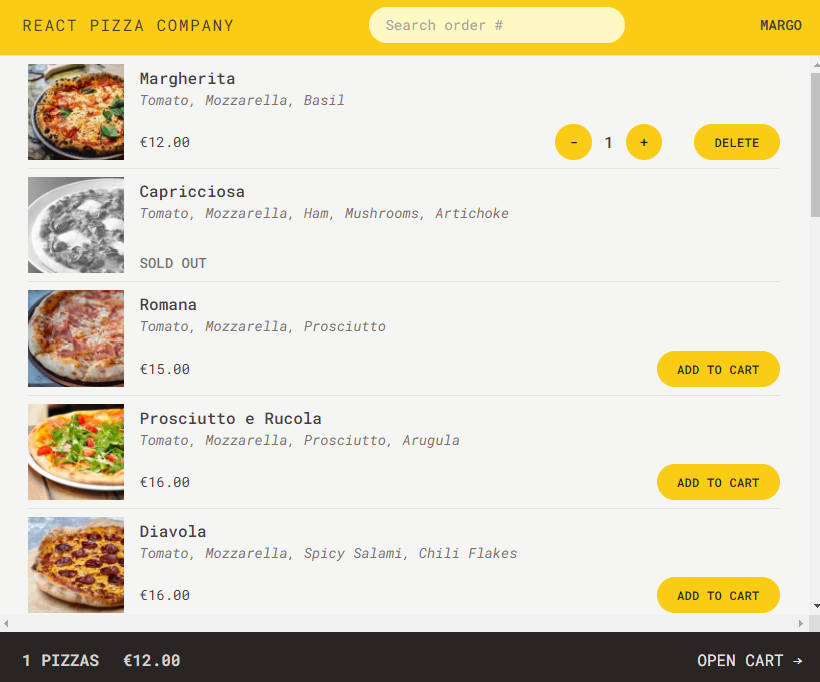 REACT PIZZA COMPANY
Search order #
MARGO
Margherita
Tomato, Mozzarella, Basil
€12.00
- 1 + DELETE
Capricciosa
Tomato, Mozzarella, Ham, Mushrooms, Artichoke
SOLD OUT
Romana
Tomato, Mozzarella, Prosciutto
€15.00
ADD TO CART
Prosciutto e Rucola
Tomato, Mozzarella, Prosciutto, Arugula
€16.00
ADD TO CART
Diavola
Tomato, Mozzarella, Spicy Salami, Chili Flakes
€16.00
ADD TO CART
1 PIZZAS €12.00
OPEN CART →